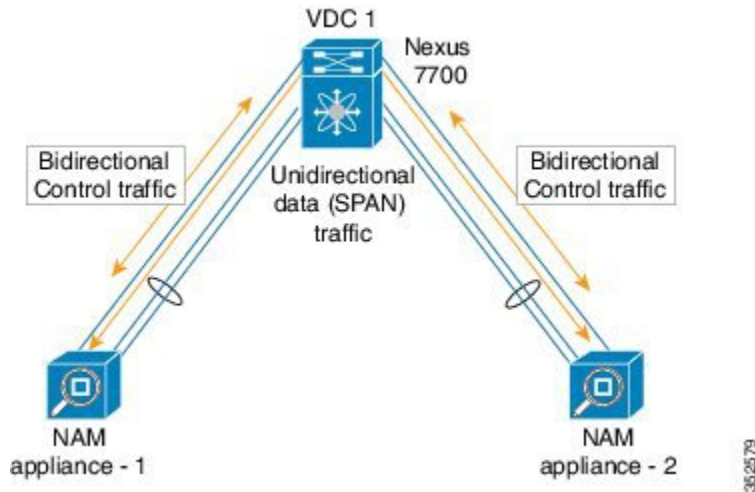 VDC 1
Nexus
7700
Bidirectional
Control traffic
Unidirectional
data (SPAN)
traffic
Bidirectional
Control traffic
NAM
appliance - 1
NAM
appliance - 2
352579